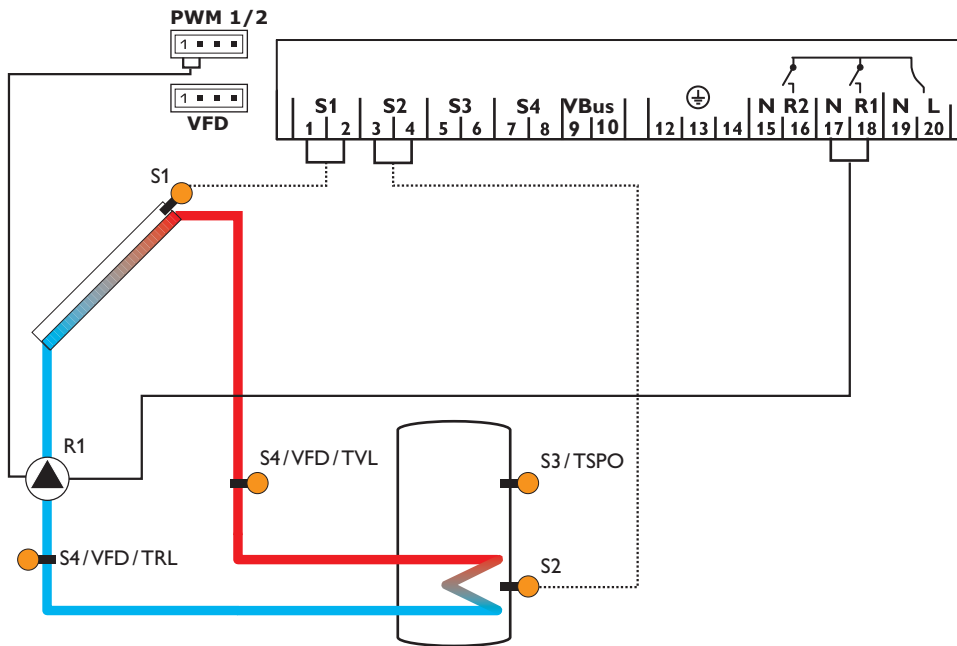 PWM 1/2
1
1
VFD
S1 S2 S3 S4 VBus N R2 N R1 N L
1 2 3 4 5 6 7 8 9 10 12 13 14 15 16 17 18 19 20
S1
R1
S4/VFD/TVL
S3/TSPO
S4/VFD/TRL
S2